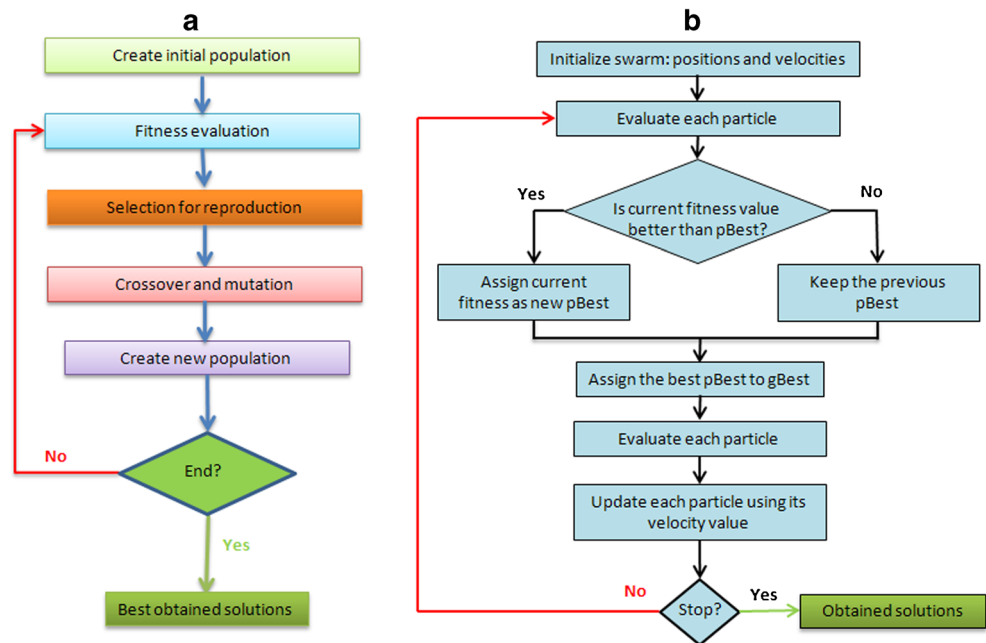 a
Create initial population
Fitness evaluation
Selection for reproduction
Crossover and mutation
Create new population
End?
No
Yes
Best obtained solutions
b
Initialize swarm: positions and velocities
Evaluate each particle
Is current fitness value
better than pBest?
Yes
No
Assign current
fitness as new pBest
Keep the previous
pBest
Assign the best pBest to gBest
Evaluate each particle
Update each particle using its
velocity value
Stop?
No
Yes
Obtained solutions